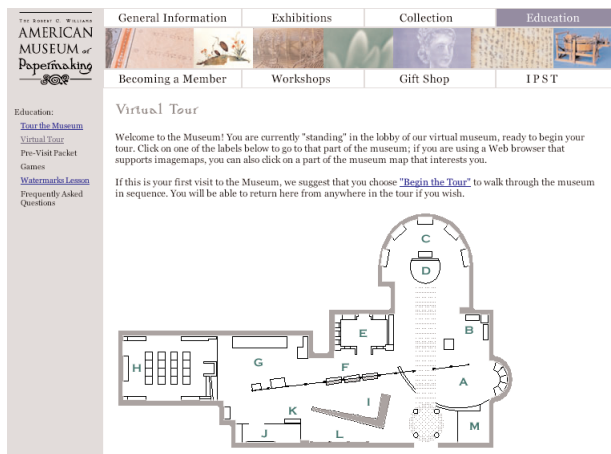 THE ROBERT C. WILLIAMS
AMERICAN
MUSEUM of
Papermaking
General Information
Exhibitions
Collection
Education
Becoming a Member
Workshops
Gift Shop
IPST
Education:
Tour the Museum
Virtual Tour
Pre-Visit Packet
Games
Watermarks Lesson
Frequently Asked
Questions
Virtual Tour
Welcome to the Museum! You are currently "standing" in the lobby of our virtual museum, ready to begin your
tour. Click on one of the labels below to go to that part of the museum; if you are using a Web browser that
supports imagemaps, you can also click on a part of the museum map that interests you.
If this is your first visit to the Museum, we suggest that you choose "Begin the Tour" to walk through the museum
in sequence. You will be able to return here from anywhere in the tour if you wish.
C
D
E
B
H
G
F
A
I
K
J
L
M